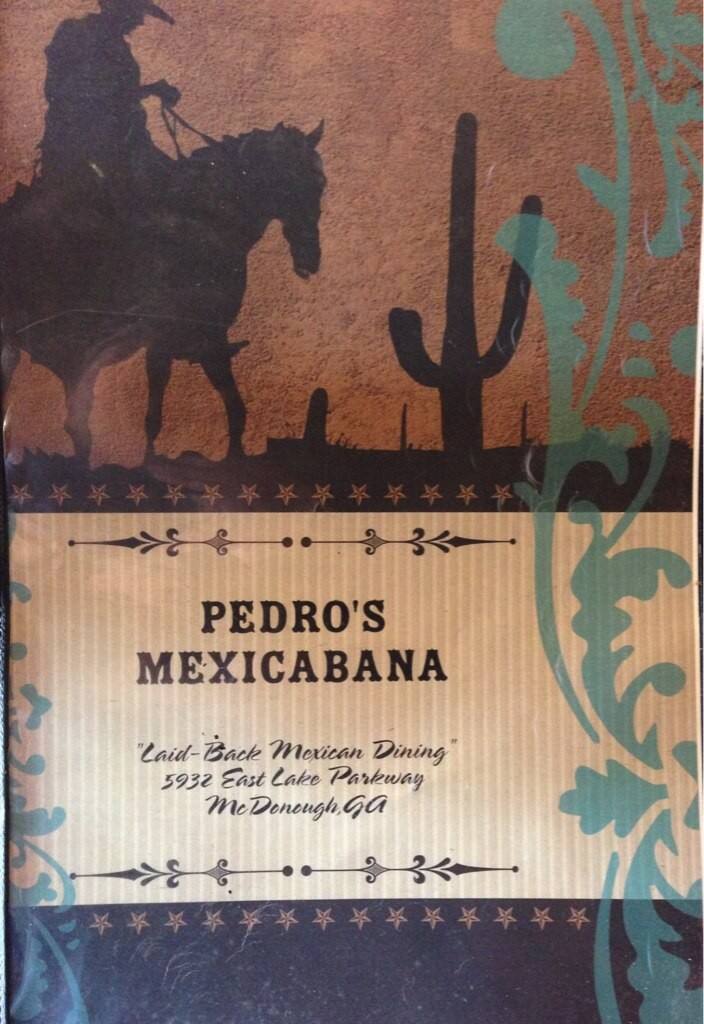 PEDRO'S
MEXICABANA
"Laid-Back Mexican Dining"
5932 East Lake Parkway
McDonough,GA